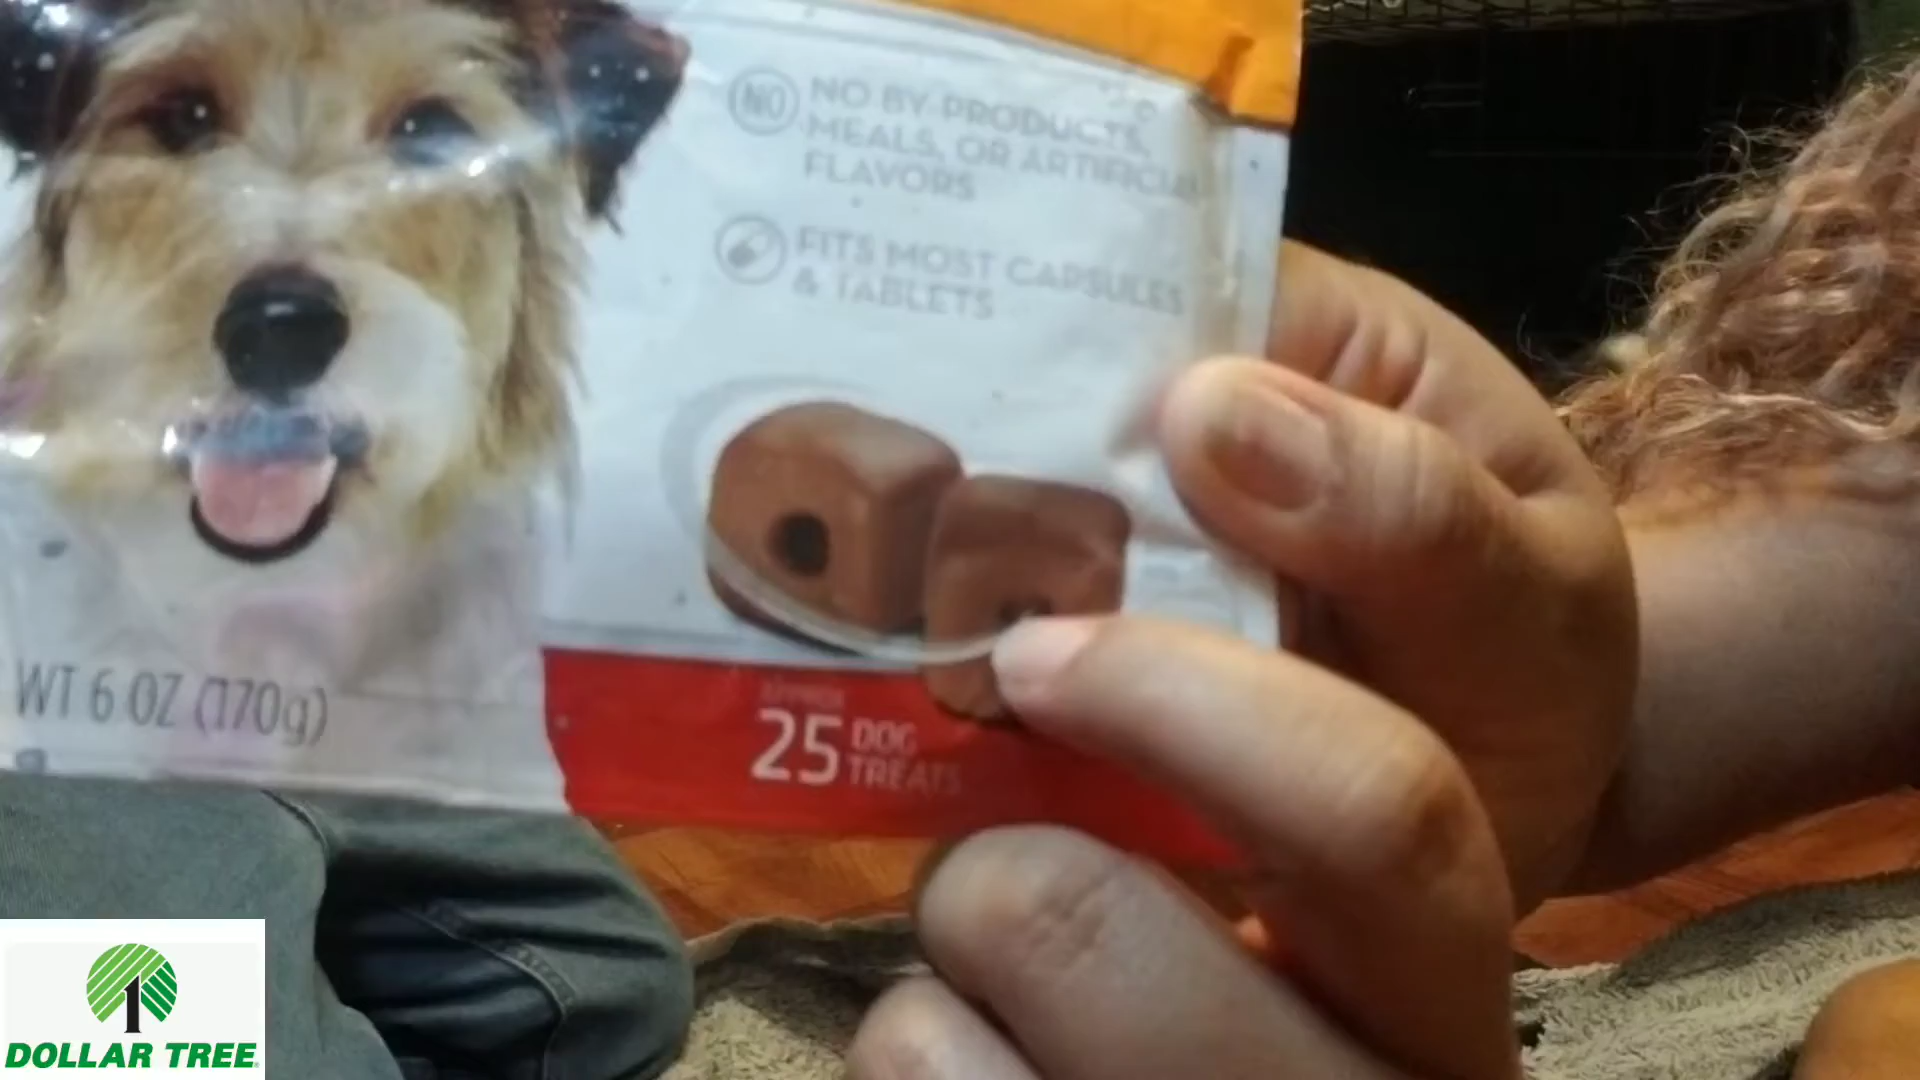 NO
NO BY-PRODUCTS,
MEALS, OR ARTIFICIAL
FLAVORS
FITS MOST CAPSULES
& TABLETS
WT 6 OZ (170g)
APPROX
25 DOG
TREATS
DOLLAR TREE